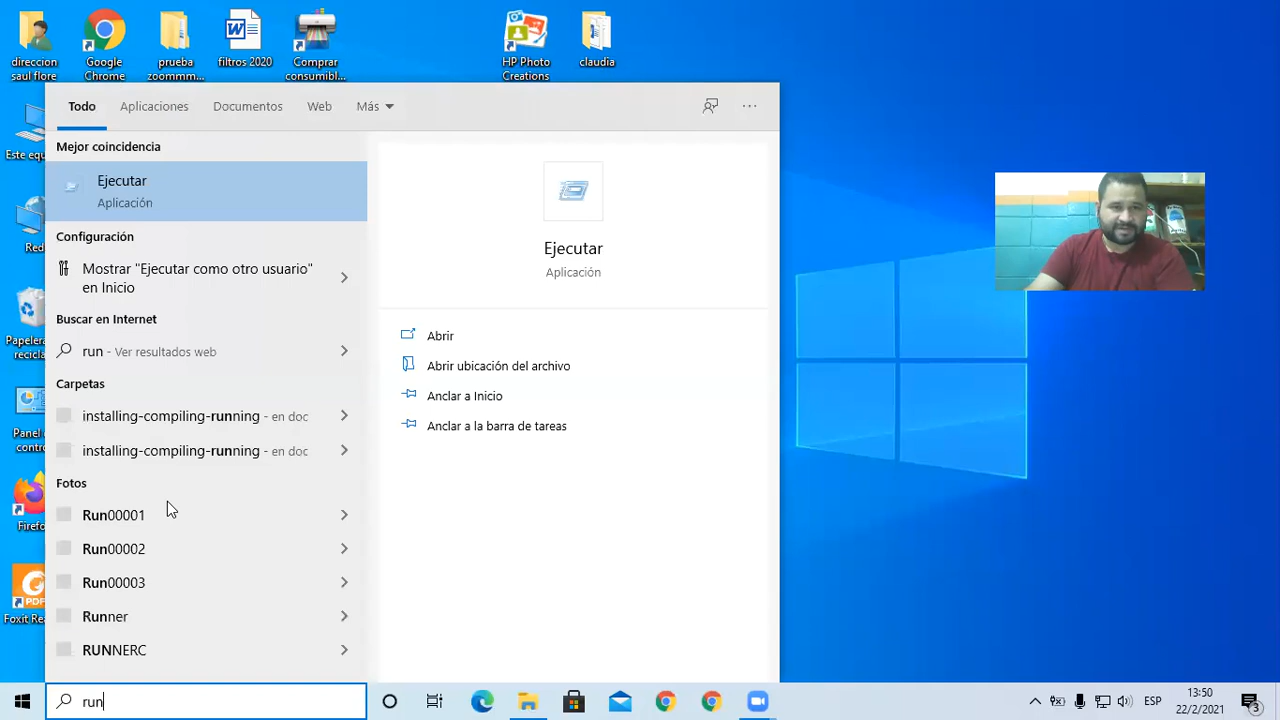 direccion
saul flore
Google
Chrome
prueba
zoommm...
filtros 2020
Comprar
consumibl...
HP Photo
Creations
claudia
Este equ
Red
Papelera
recicla
Panel d
contro
Firefo
Foxit Rea
PDF
Todo
Aplicaciones
Documentos
Web
Más
Mejor coincidencia
Ejecutar
Aplicación
Configuración
Mostrar "Ejecutar como otro usuario"
en Inicio
Buscar en Internet
run - Ver resultados web
Carpetas
installing-compiling-running - en doc
installing-compiling-running - en doc
Fotos
Run00001
Run00002
Run00003
Runner
RUNNERC
Ejecutar
Aplicación
Abrir
Abrir ubicación del archivo
Anclar a Inicio
Anclar a la barra de tareas
run
ESP
13:50
22/2/2021
3